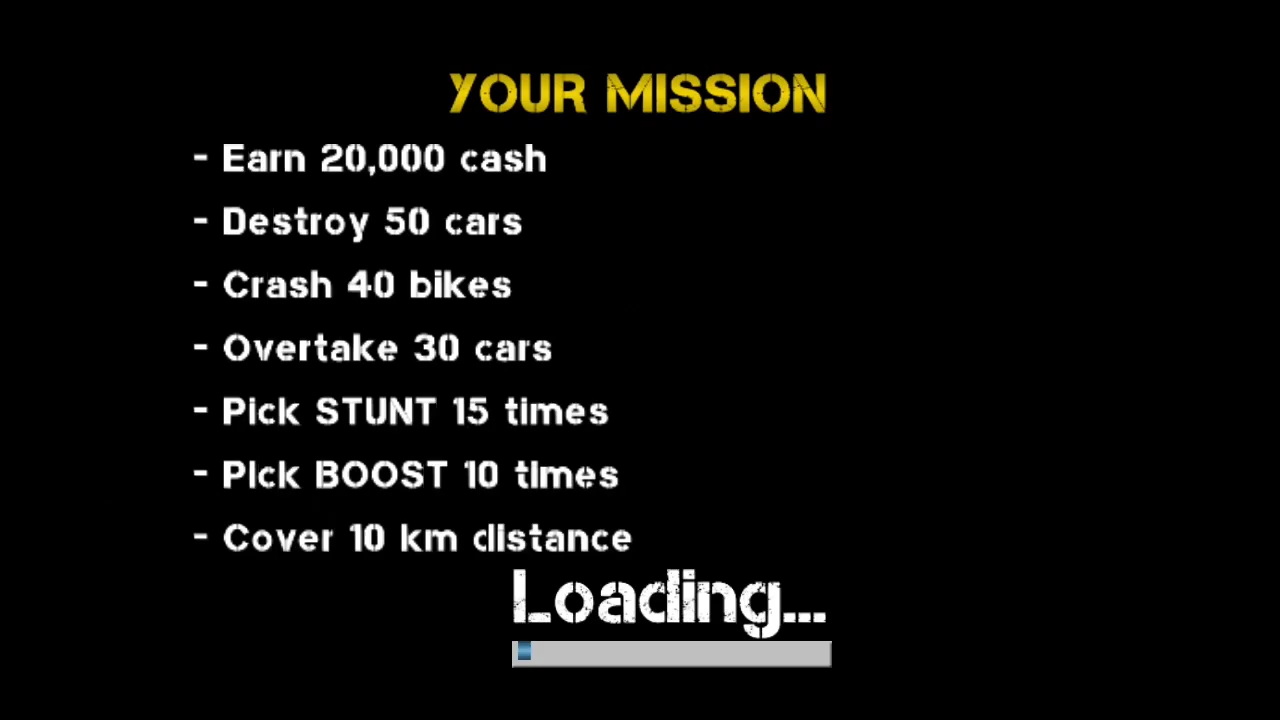 YOUR MISSION
- Earn 20,000 cash
- Destroy 50 cars
- Crash 40 bikes
- Overtake 30 cars
- Pick STUNT 15 times
- Pick BOOST 10 times
- Cover 10 km distance
Loading...